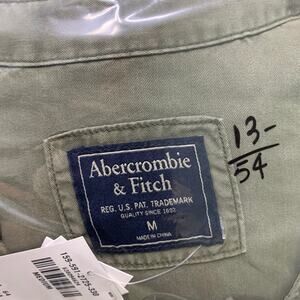 Abercrombie
& Fitch
REG. U.S. PAT. TRADEMARK
QUALITY SINCE 1892
M
MADE IN CHINA
13-
54